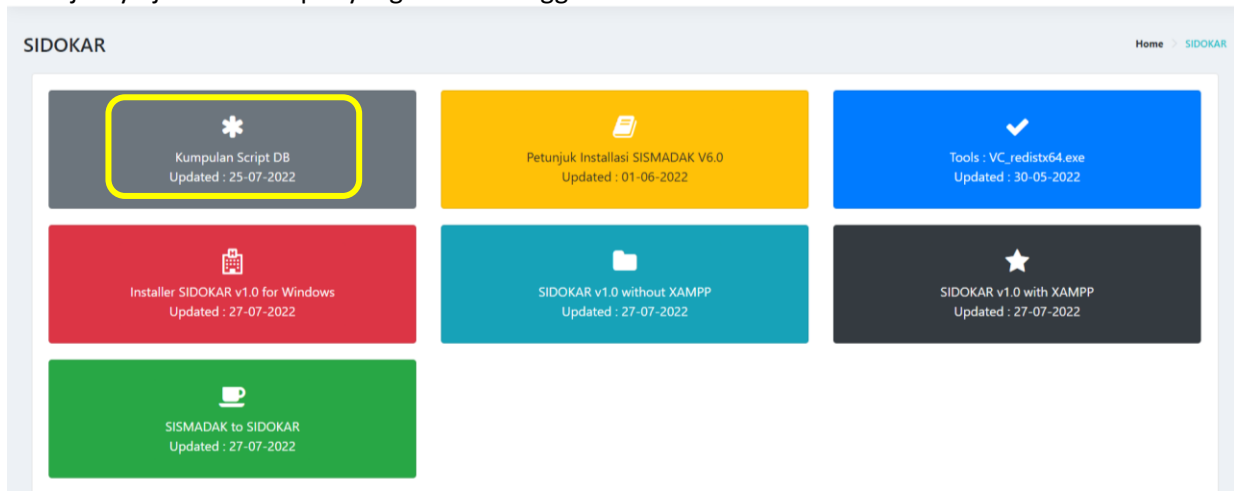 SIDOKAR
Home > SIDOKAR
Kumpulan Script DB
Updated : 25-07-2022
Petunjuk Installasi SISMADAK V6.0
Updated : 01-06-2022
Tools : VC_redistx64.exe
Updated : 30-05-2022
Installer SIDOKAR v1.0 for Windows
Updated : 27-07-2022
SIDOKAR v1.0 without XAMPP
Updated : 27-07-2022
SIDOKAR v1.0 with XAMPP
Updated : 27-07-2022
SISMADAK to SIDOKAR
Updated : 27-07-2022